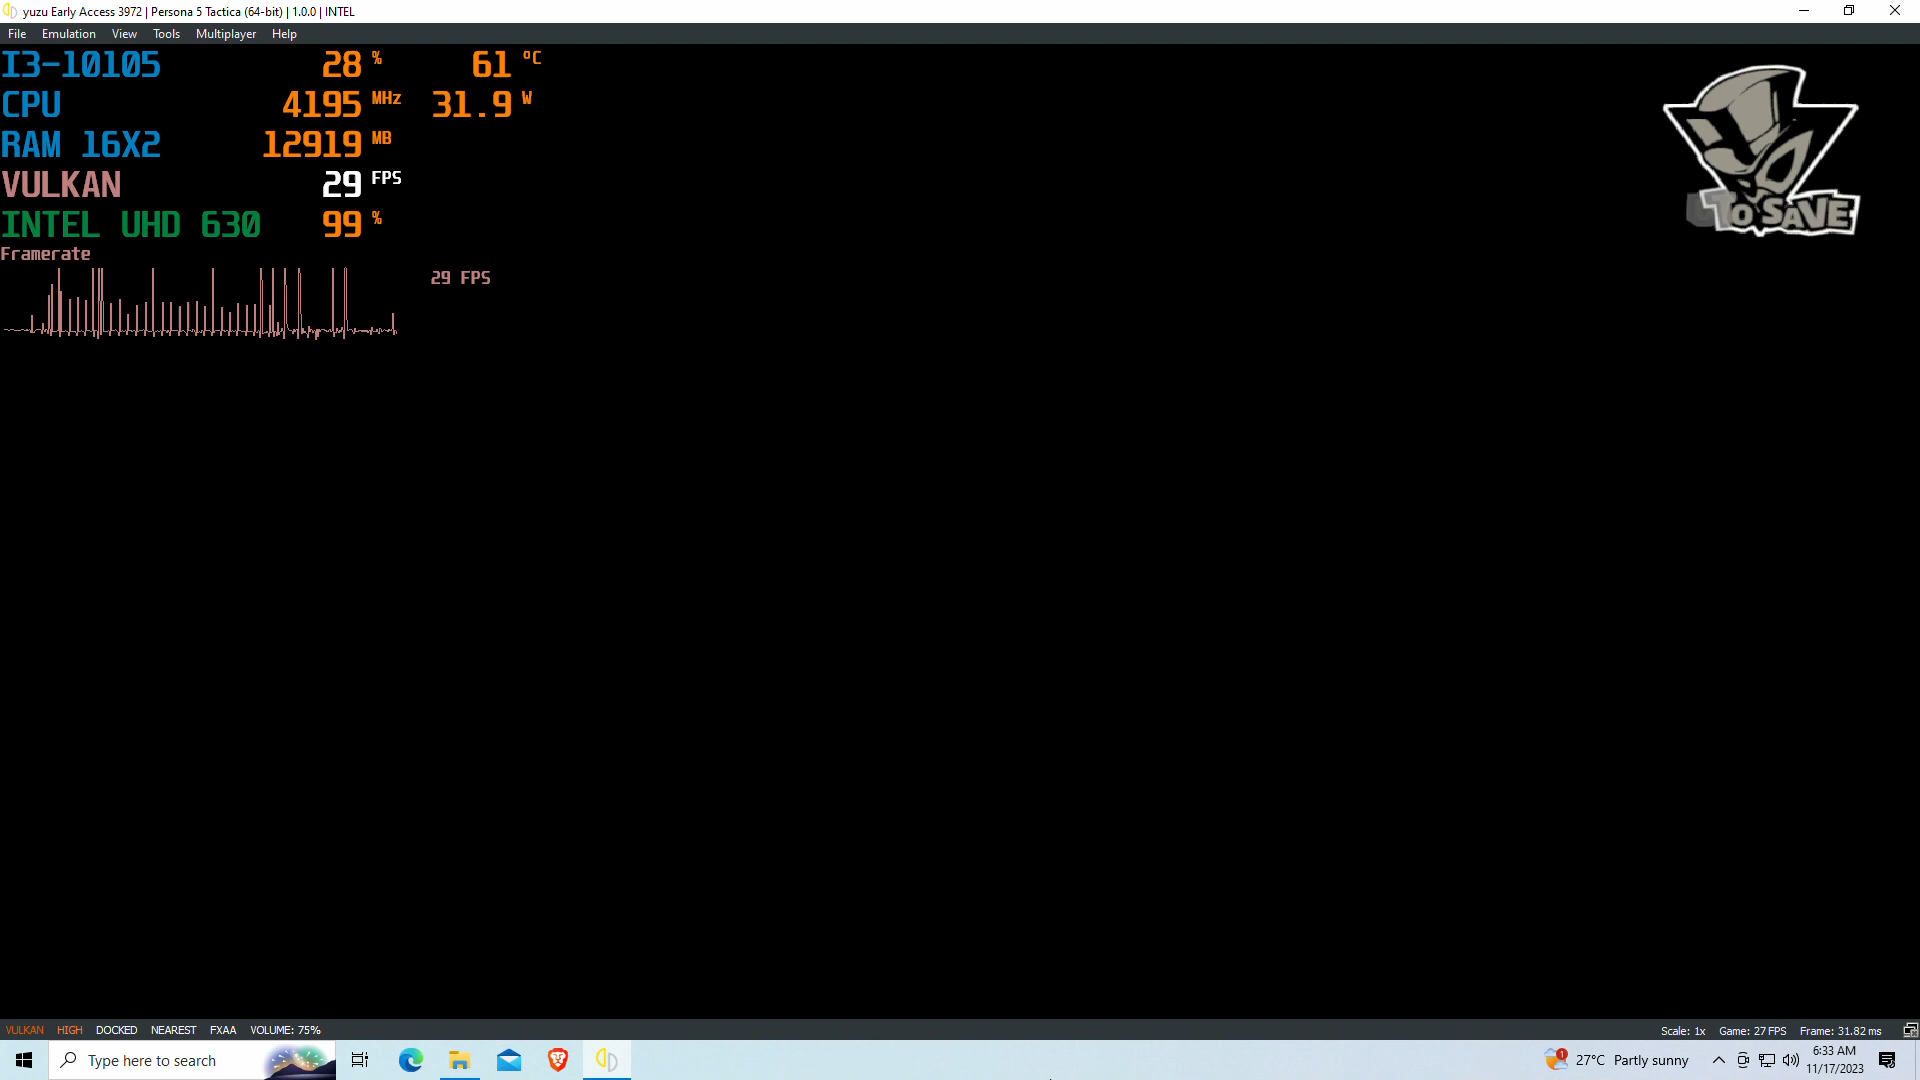 yuzu Early Access 3972 | Persona 5 Tactica (64-bit) | 1.0.0 | INTEL
File Emulation View Tools Multiplayer Help
I3-10105 28 % 61 °C
CPU 4195 MHz 31.9 W
RAM 16X2 12919 MB
VULKAN 29 FPS
INTEL UHD 630 99 %
Framerate
29 FPS
To SAVE
VULKAN HIGH DOCKED NEAREST FXAA VOLUME: 75% Scale: 1x Game: 27 FPS Frame: 31.82 ms
Type here to search
1
27°C Partly sunny
6:33 AM
11/17/2023